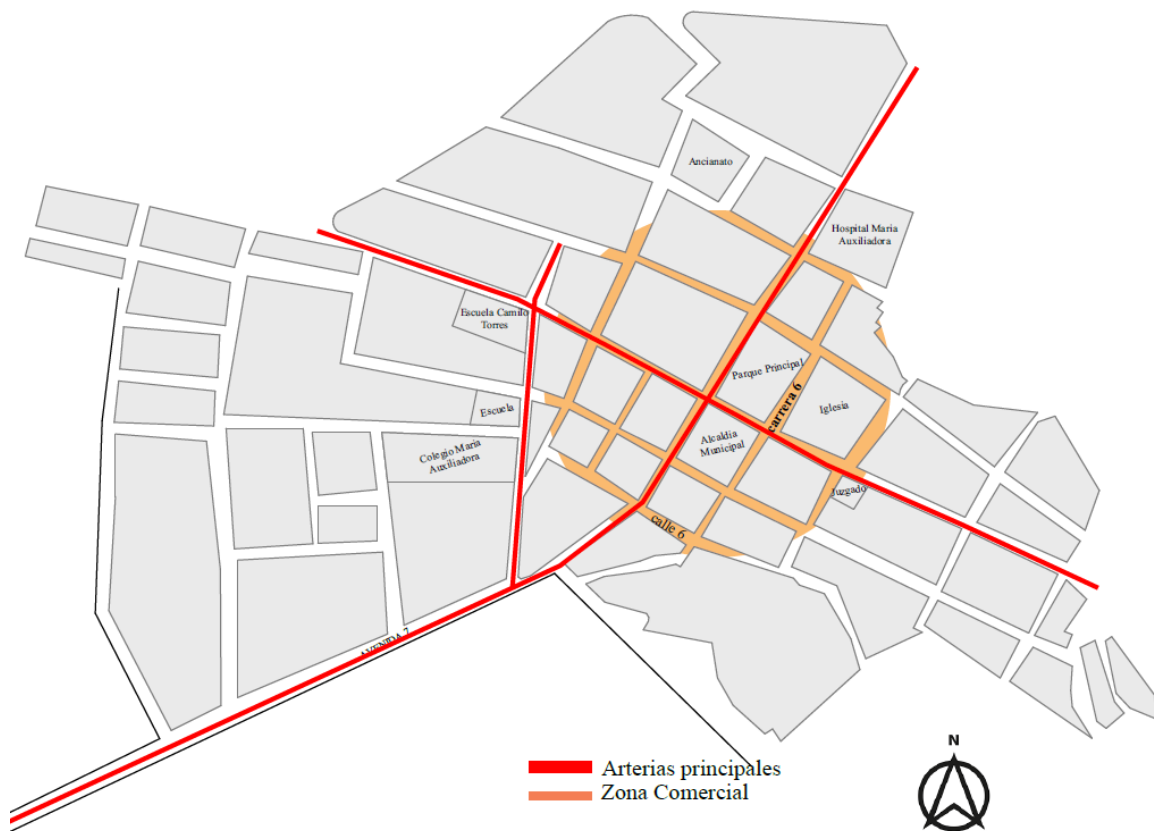 Ancianato
Hospital Maria
Auxiliadora
Escuela Camilo
Torres
Parque Principal
carrera 6
Iglesia
Escuela
Alcaldia
Municipal
Colegio Maria
Auxiliadora
Juzgado
calle 6
AVENIDA 7
Arterias principales
Zona Comercial
N